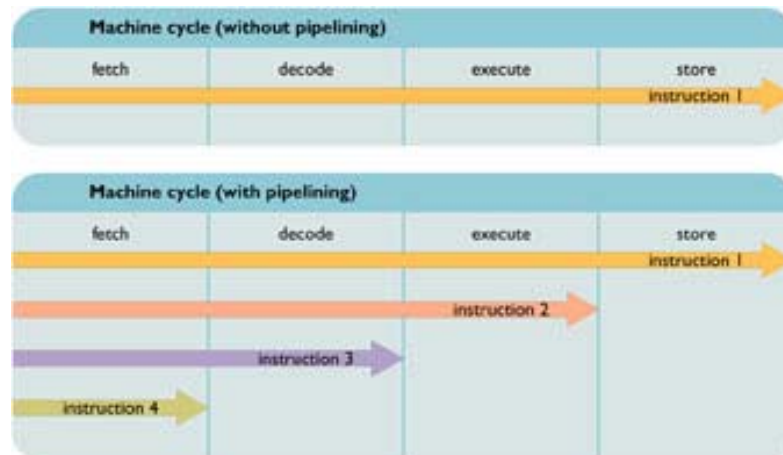 Machine cycle (without pipelining)
fetch decode execute store
instruction 1
Machine cycle (with pipelining)
fetch decode execute store
instruction 1
instruction 2
instruction 3
instruction 4